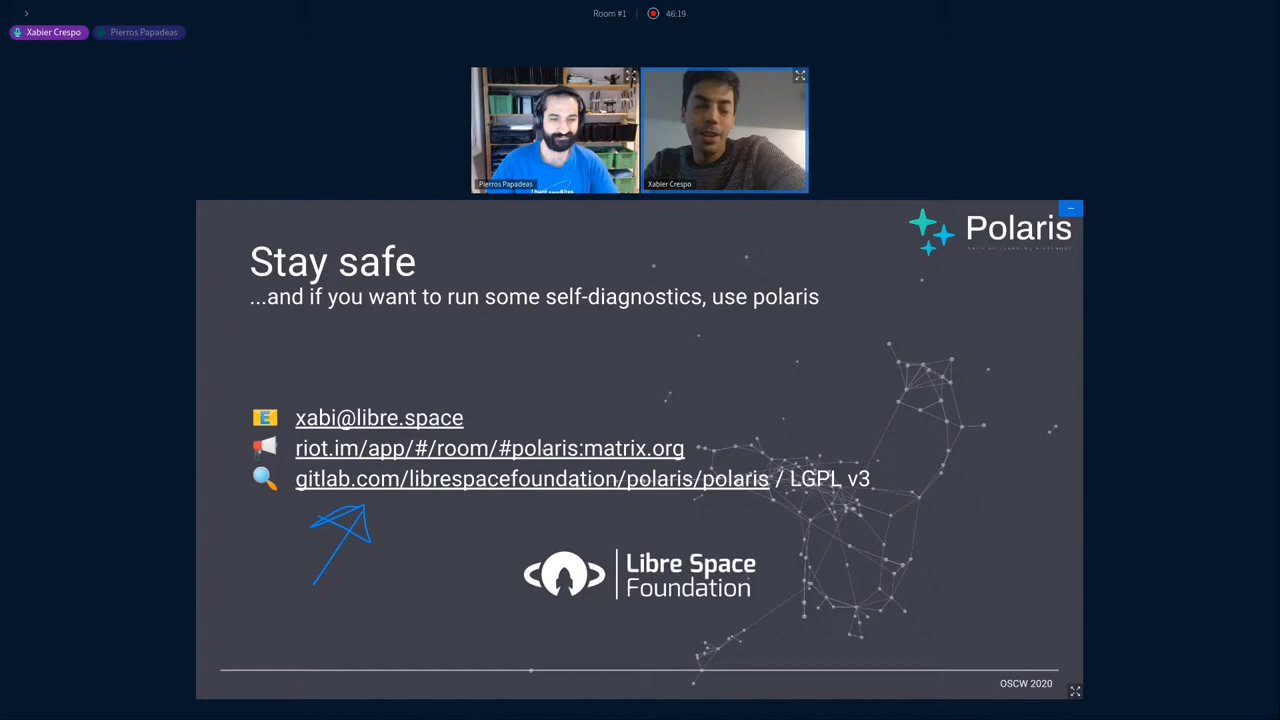 Room #1
46:19
Xabier Crespo
Pierros Papadeas
Pierros Papadeas
Xabier Crespo
Polaris
Stay safe
...and if you want to run some self-diagnostics, use polaris
xabi@libre.space
riot.im/app/#/room/#polaris:matrix.org
gitlab.com/librespacefoundation/polaris/polaris / LGPL v3
Libre Space
Foundation
OSCW 2020